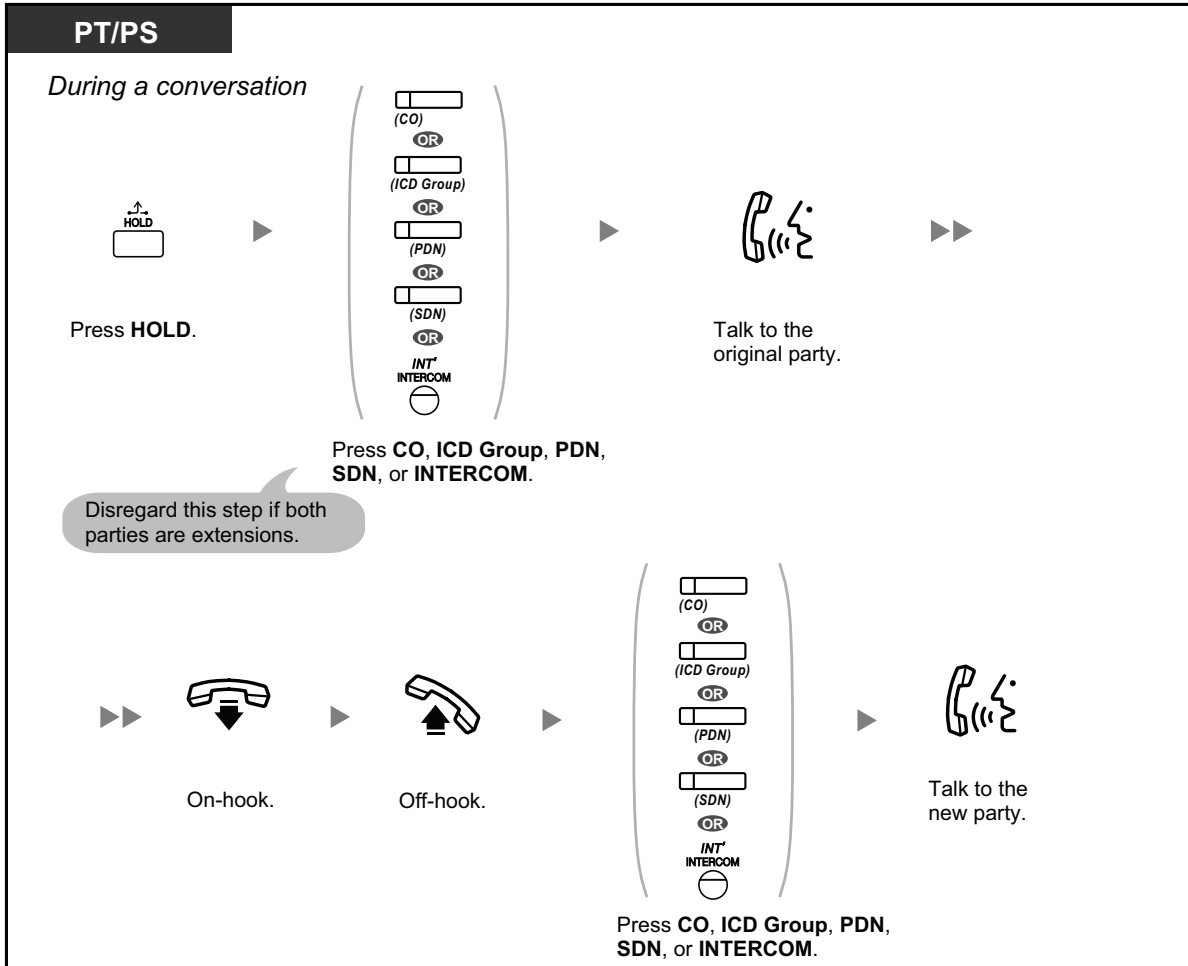 PT/PS
During a conversation
(CO)
OR
(ICD Group)
OR
(PDN)
OR
(SDN)
OR
INT'
INTERCOM
HOLD
Press HOLD.
Press CO, ICD Group, PDN,
SDN, or INTERCOM.
Talk to the
original party.
Disregard this step if both
parties are extensions.
On-hook.
Off-hook.
(CO)
OR
(ICD Group)
OR
(PDN)
OR
(SDN)
OR
INT'
INTERCOM
Press CO, ICD Group, PDN,
SDN, or INTERCOM.
Talk to the
new party.